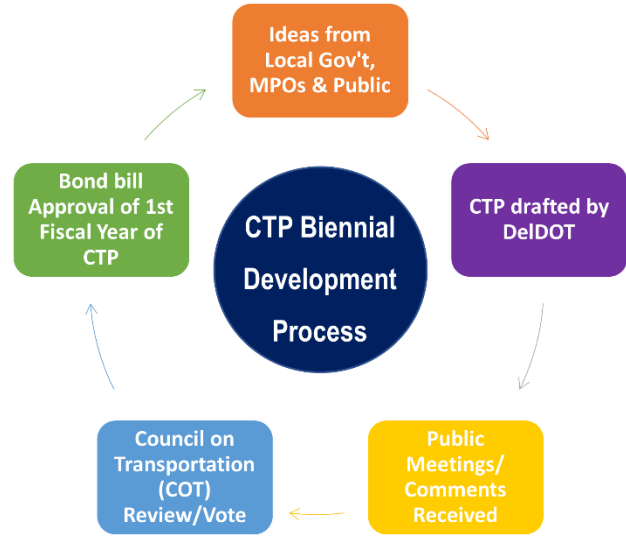 Ideas from
Local Gov't,
MPOs & Public
CTP drafted by
DelDOT
Public
Meetings/
Comments
Received
Council on
Transportation
(COT)
Review/Vote
Bond bill
Approval of 1st
Fiscal Year of
CTP
CTP Biennial
Development
Process